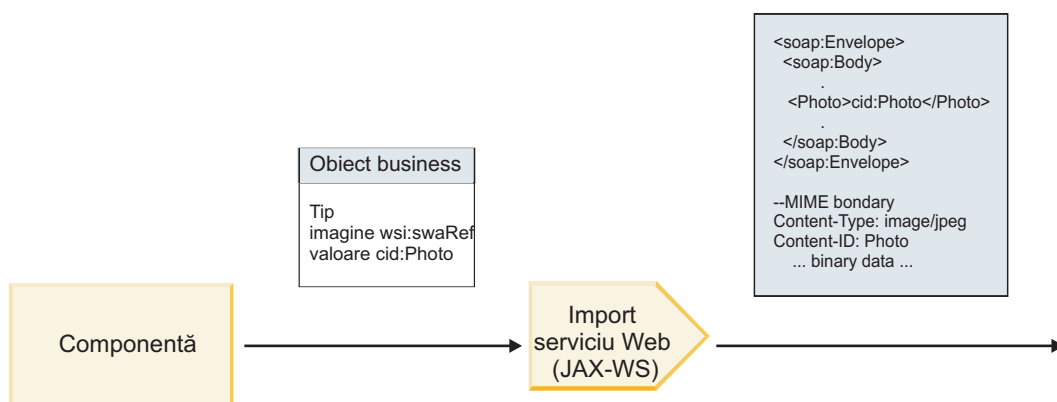 <soap:Envelope>
<soap:Body>
.
<Photo>cid:Photo</Photo>
.
</soap:Body>
</soap:Envelope>
--MIME bondary
Content-Type: image/jpeg
Content-ID: Photo
... binary data ...
Obiect business
Tip
imagine wsi:swaRef
valoare cid:Photo
Componentă
Import
serviciu Web
(JAX-WS)